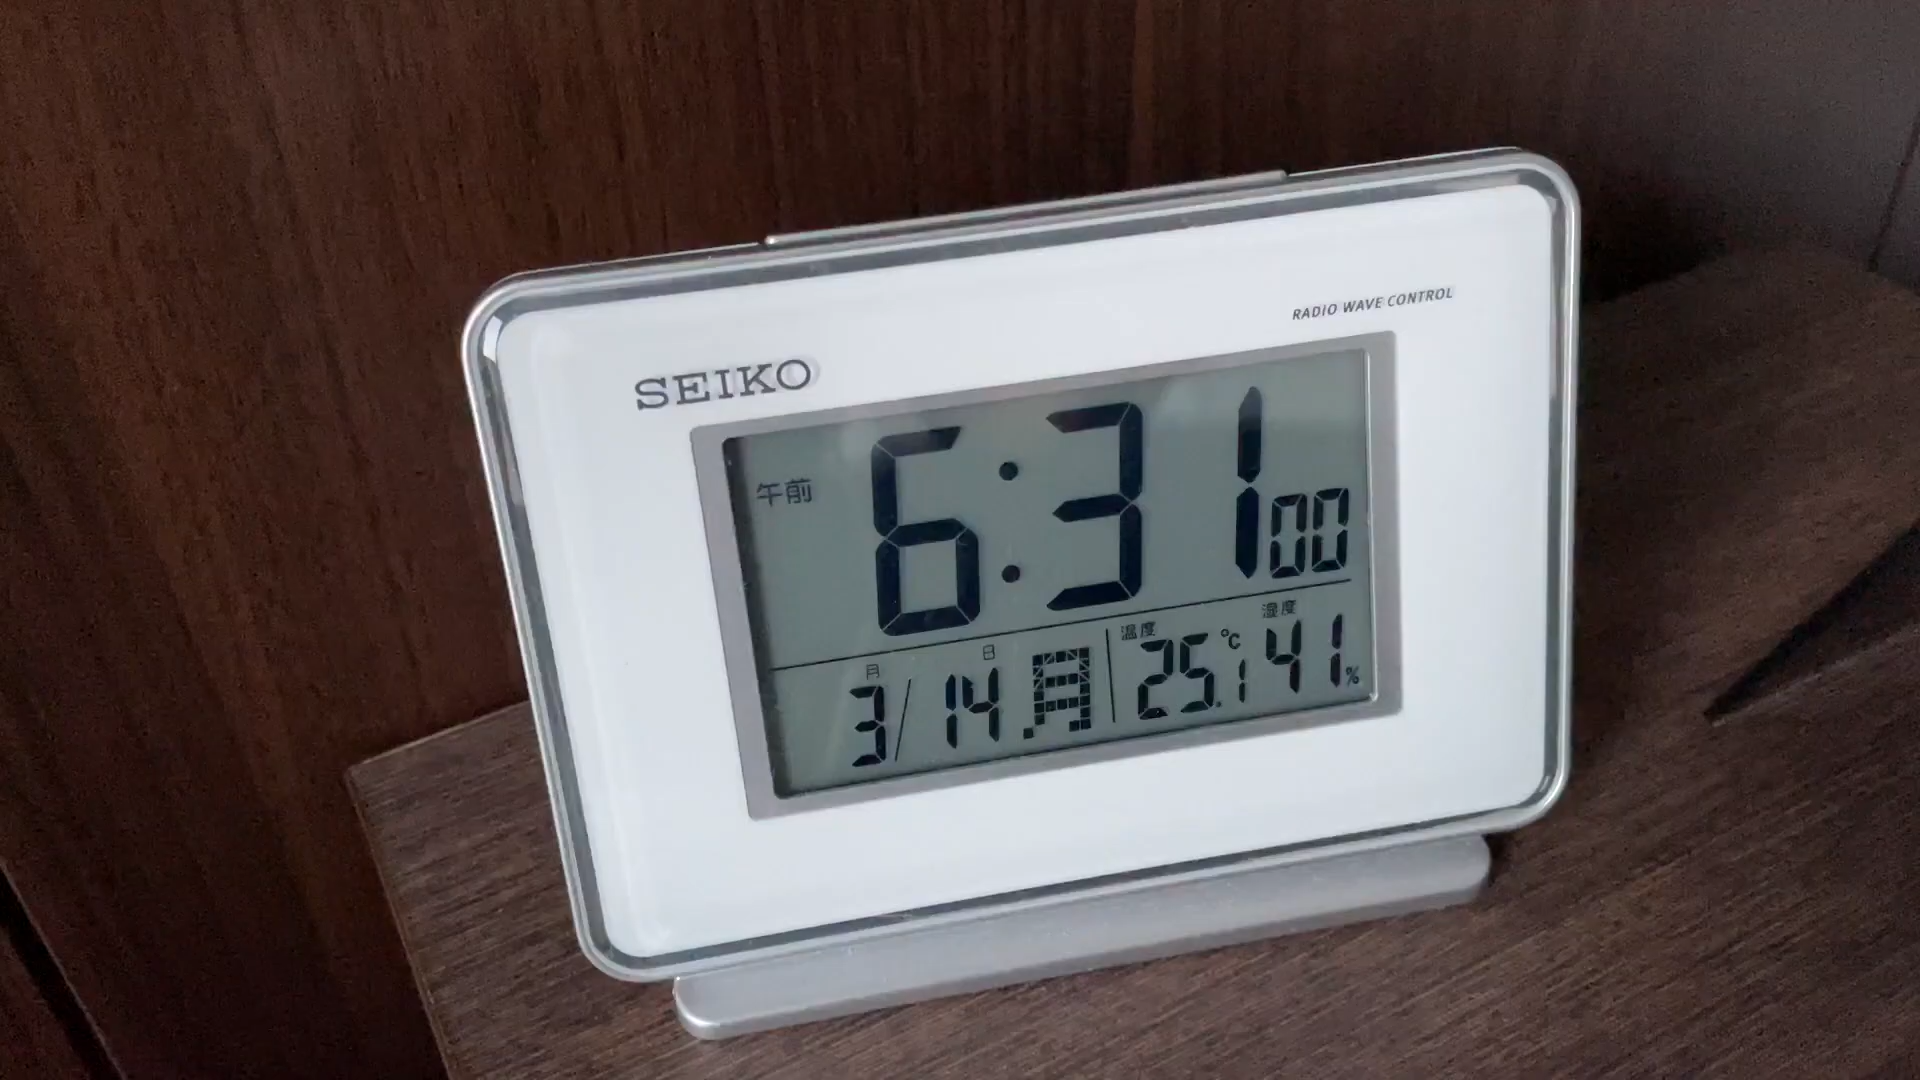 RADIO WAVE CONTROL
SEIKO
午前 6:31 00
月 日 温度 湿度
3/14 月 25.1 ℃ 41 %